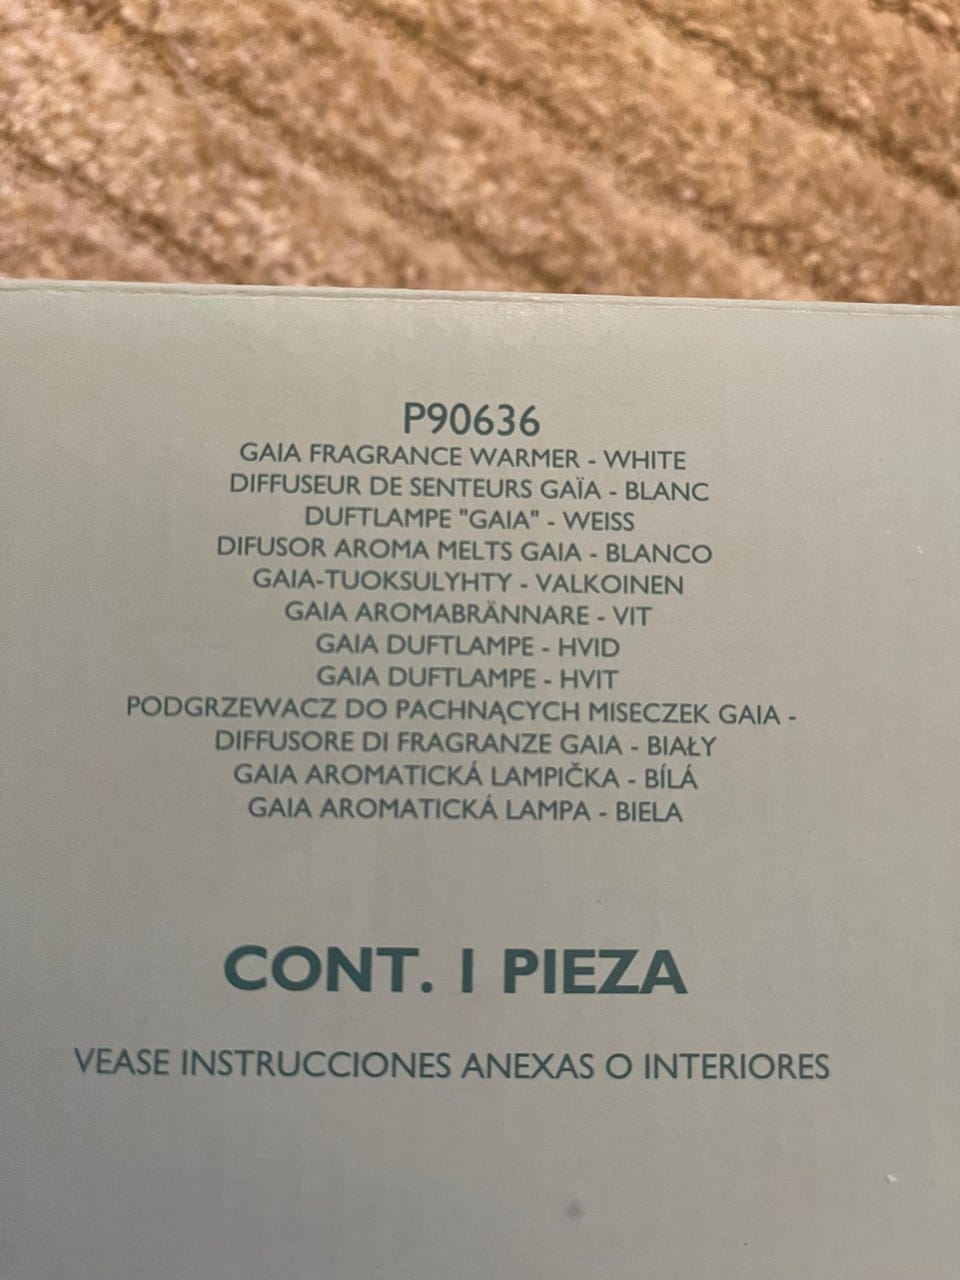 P90636
GAIA FRAGRANCE WARMER - WHITE
DIFFUSEUR DE SENTEURS GAÏA - BLANC
DUFTLAMPE "GAIA" - WEISS
DIFUSOR AROMA MELTS GAIA - BLANCO
GAIA-TUOKSULYHTY - VALKOINEN
GAIA AROMABRÄNNARE - VIT
GAIA DUFTLAMPE - HVID
GAIA DUFTLAMPE - HVIT
PODGRZEWACZ DO PACHNĄCYCH MISECZEK GAIA -
DIFFUSORE DI FRAGRANZE GAIA - BIAŁY
GAIA AROMATICKÁ LAMPIČKA - BÍLÁ
GAIA AROMATICKÁ LAMPA - BIELA
CONT. 1 PIEZA
VEASE INSTRUCCIONES ANEXAS O INTERIORES